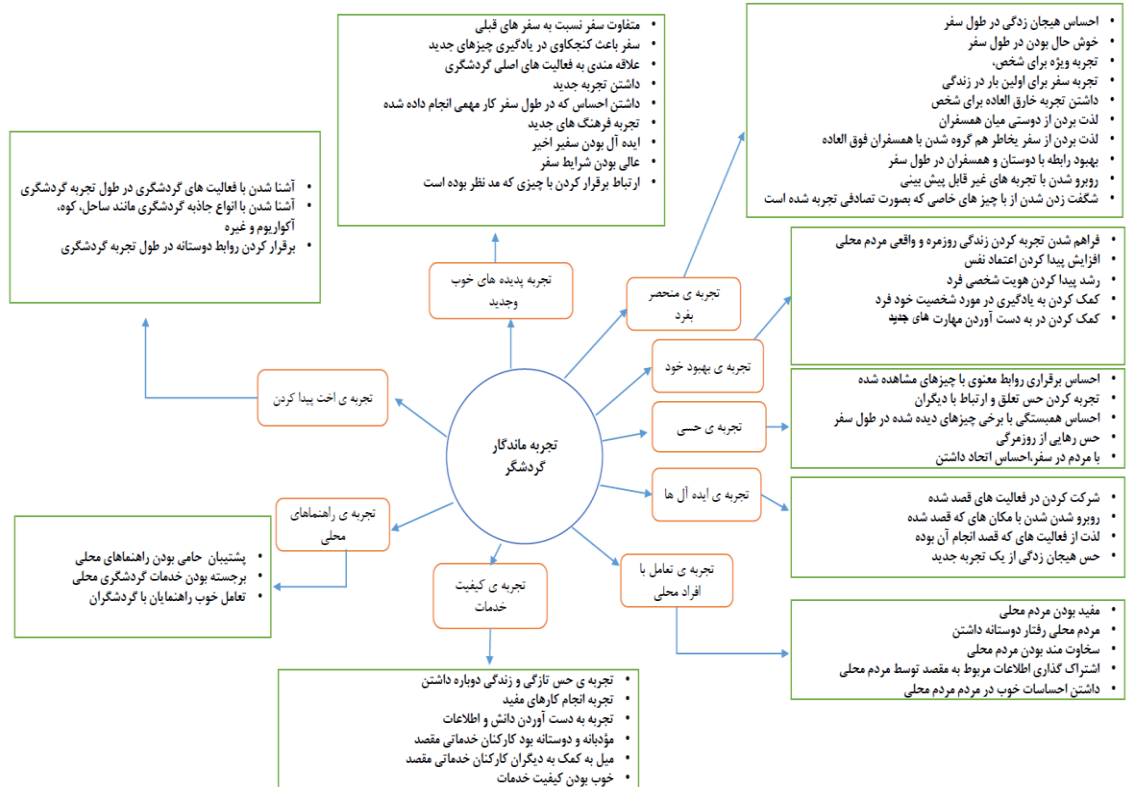 متفاوت سفر نسبت به سفر های قبلی
سفر باعث کنجکاوی در یادگیری چیزهای جدید
علاقه مندی به فعالیت های اصلی گردشگری
داشتن تجربه جدید
داشتن احساس که در طول سفر کار مهمی انجام داده شده
تجربه فرهنگ های جدید
ایده آل بودن سفیر اخیر
عالی بودن شرایط سفر
ارتباط برقرار کردن با چیزی که مد نظر بوده است
احساس هیجان زدگی در طول سفر
خوش حال بودن در طول سفر
تجربه ویژه برای شخص،
تجربه سفر برای اولین بار در زندگی
داشتن تجربه خارق العاده برای شخص
لذت بردن از دوستی میان همسفران
لذت بردن از سفر بخاطر هم گروه شدن با همسفران فوق العاده
بهبود رابطه با دوستان و همسفران در طول سفر
روبرو شدن با تجربه های غیر قابل پیش بینی
شگفت زدن شدن از با چیز های خاصی که بصورت تصادفی تجربه شده است
آشنا شدن با فعالیت های گردشگری در طول تجربه گردشگری
آشنا شدن با انواع جاذبه گردشگری مانند ساحل، کوه،
آکواریوم و غیره
برقرار کردن روابط دوستانه در طول تجربه گردشگری
فراهم شدن تجربه کردن زندگی روزمره و واقعی مردم محلی
افزایش پیدا کردن اعتماد نفس
رشد پیدا کردن هویت شخصی فرد
کمک کردن به یادگیری در مورد شخصیت خود فرد
کمک کردن در به دست آوردن مهارت های جدید
تجربه پدیده های خوب
وجدید
تجربه ی منحصر
بفرد
تجربه ی بهبود خود
تجربه ی اخت پیدا کردن
تجربه ی حسی
احساس برقراری روابط معنوی با چیزهای مشاهده شده
تجربه کردن حس تعلق و ارتباط با دیگران
احساس همبستگی با برخی چیزهای دیده شده در طول سفر
حس رهایی از روزمرگی
با مردم در سفر،احساس اتحاد داشتن
تجربه ماندگار
گردشگر
تجربه ی ایده آل ها
شرکت کردن در فعالیت های قصد شده
روبرو شدن شدن با مکان های که قصد شده
لذت از فعالیت های که قصد انجام آن بوده
حس هیجان زدگی از یک تجربه جدید
تجربه ی راهنماهای
محلی
پشتیبان حامی بودن راهنماهای محلی
برجسته بودن خدمات گردشگری محلی
تعامل خوب راهنمایان با گردشگران
تجربه ی کیفیت
خدمات
تجربه ی تعامل با
افراد محلی
مفید بودن مردم محلی
مردم محلی رفتار دوستانه داشتن
سخاوت مند بودن مردم محلی
اشتراک گذاری اطلاعات مربوط به مقصد توسط مردم محلی
داشتن احساسات خوب در مردم مردم محلی
تجربه ی حس تازگی و زندگی دوباره داشتن
تجربه انجام کارهای مفید
تجربه به دست آوردن دانش و اطلاعات
مؤدبانه و دوستانه بود کارکنان خدماتی مقصد
میل به کمک به دیگران کارکنان خدماتی مقصد
خوب بودن کیفیت خدمات